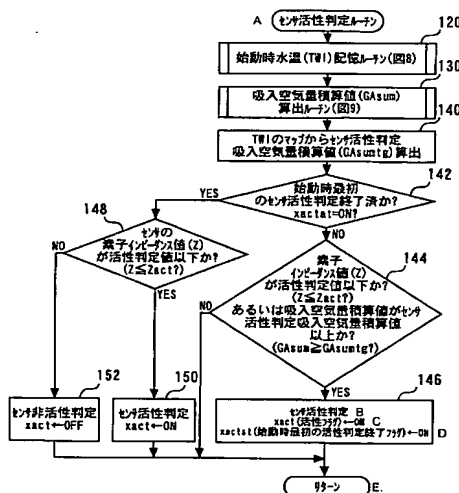 A センサ活性判定ルーチン
120
始動時水温(TWI)記憶ルーチン(図8)
130
吸入空気量積算値(GAsum)
算出ルーチン(図9)
140
TWIのマップからセンサ活性判定
吸入空気量積算値(GAsumtg)算出
142
始動時最初
のセンサ活性判定終了済か?
xactst=ON?
YES
NO
148
センサの
素子インピーダンス値(Z)
が活性判定値以下か?
(Z≦Zact?)
NO
YES
144
素子
インピーダンス値(Z)
が活性判定値以下か?
(Z≦Zact?)
あるいは吸入空気量積算値がセンサ
活性判定吸入空気量積算値
以上か?
(GAsum≧GAsumtg?)
NO
YES
152
センサ非活性判定
xact←OFF
150
センサ活性判定
xact←ON
146
センサ活性判定 B
xact(活性フラグ)←ON C
xactst(始動時最初の活性判定終了フラグ)←ON D
リターン E.